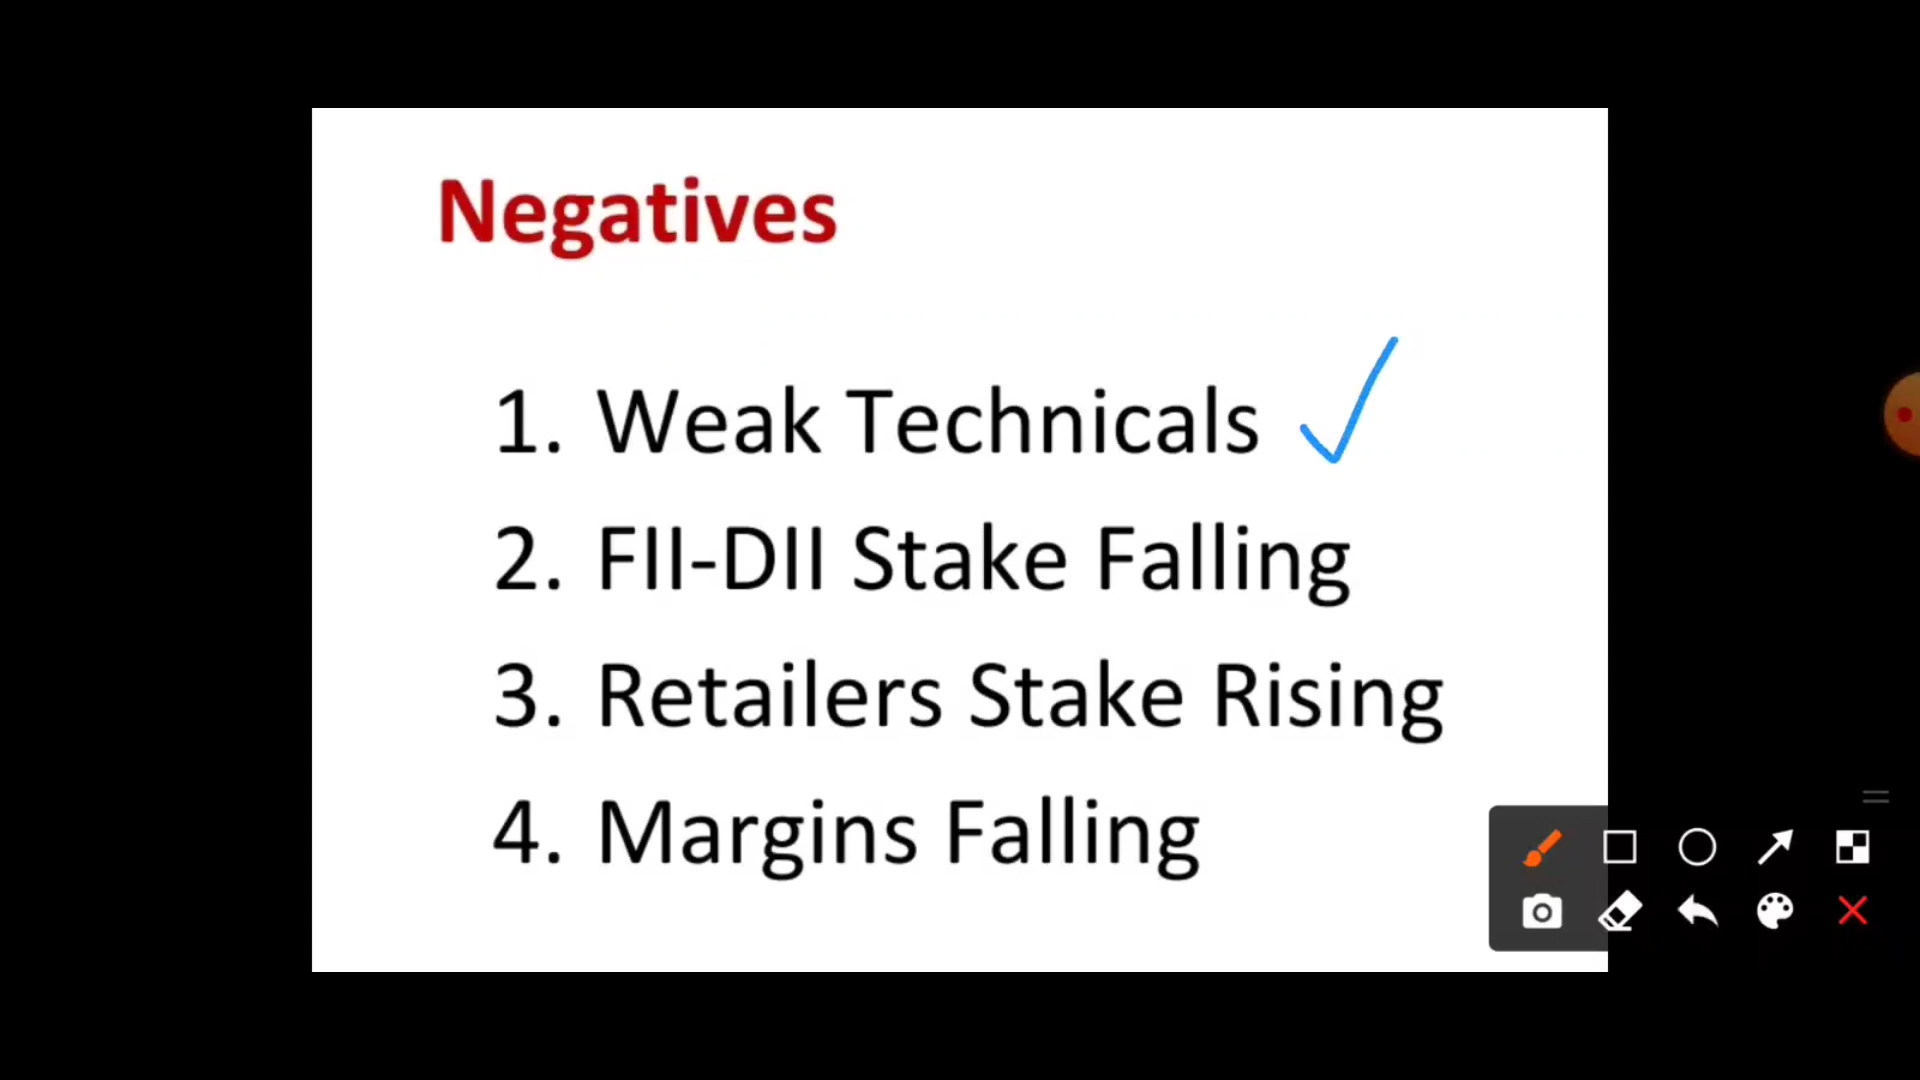 Negatives
1. Weak Technicals
2. FII-DII Stake Falling
3. Retailers Stake Rising
4. Margins Falling